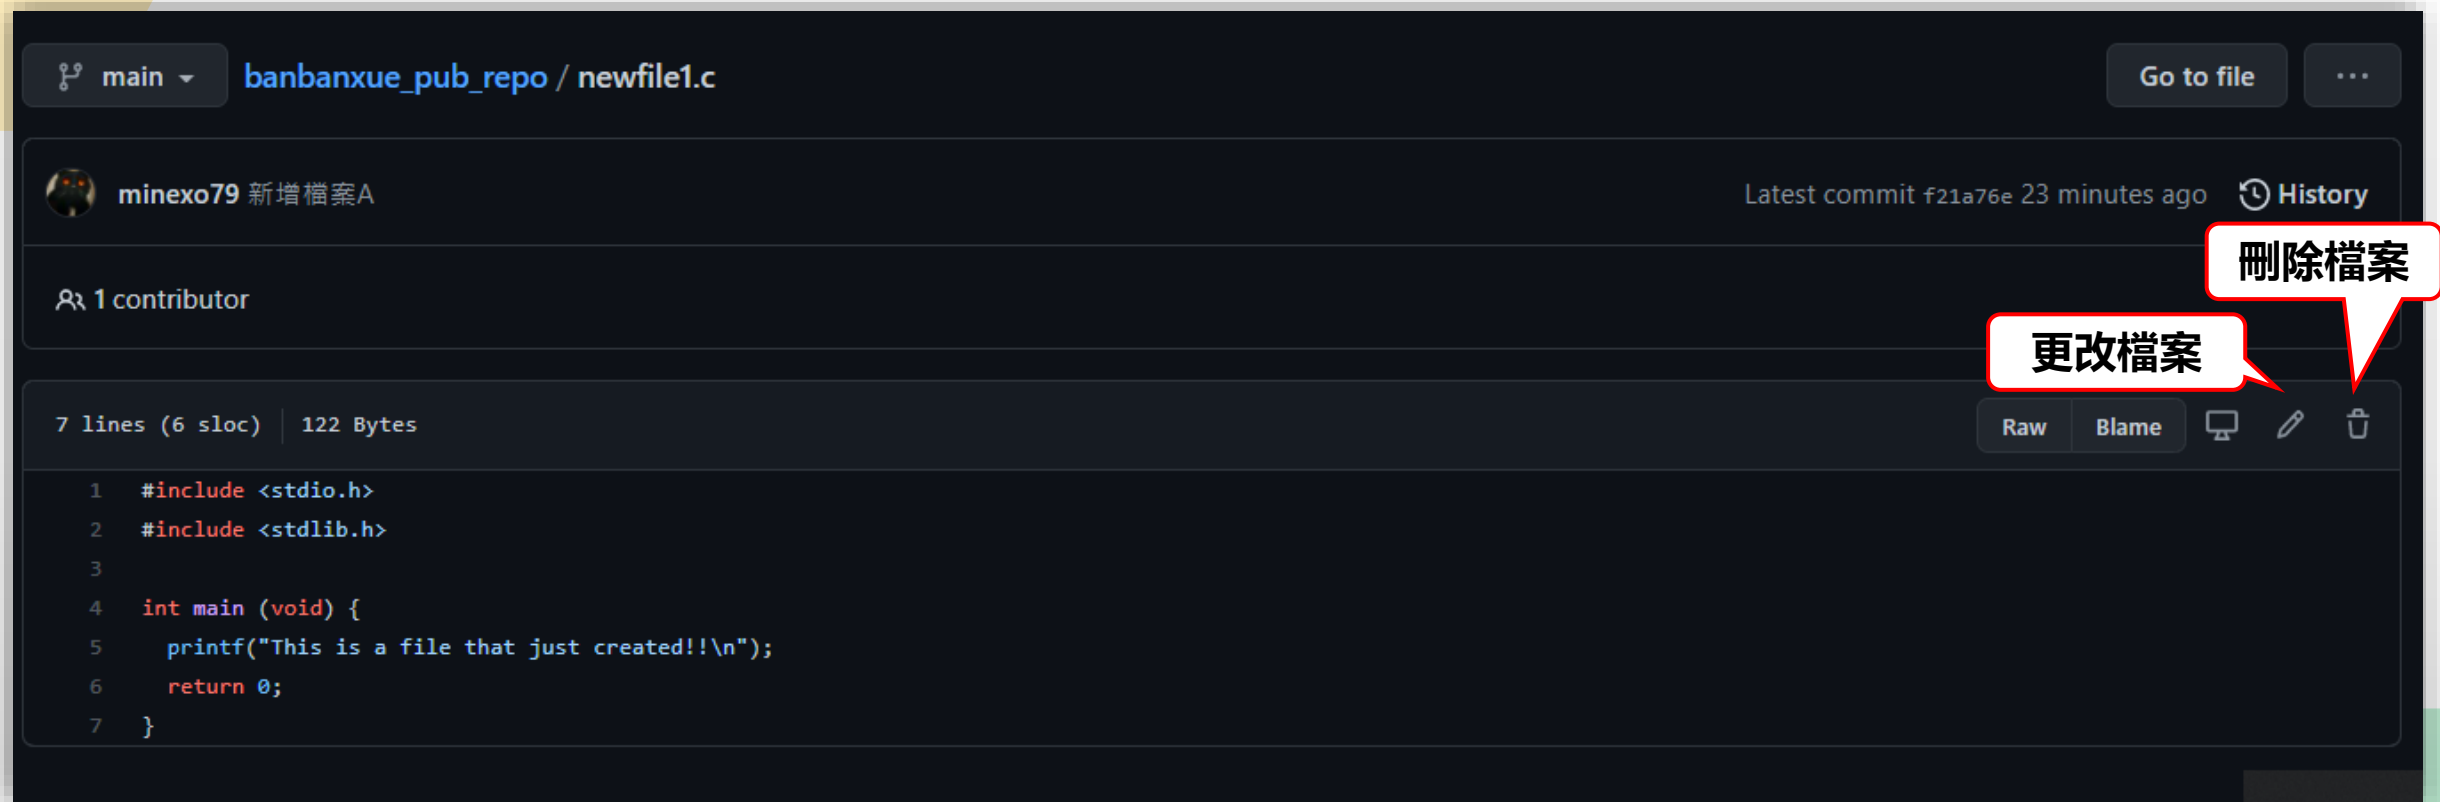 main
banbanxue_pub_repo / newfile1.c
Go to file
...
minexo79 新增檔案A
Latest commit f21a76e 23 minutes ago
History
刪除檔案
1 contributor
更改檔案
7 lines (6 sloc) 122 Bytes
Raw Blame
1 #include <stdio.h>
2 #include <stdlib.h>
3
4 int main (void) {
5   printf("This is a file that just created!!\n");
6   return 0;
7 }